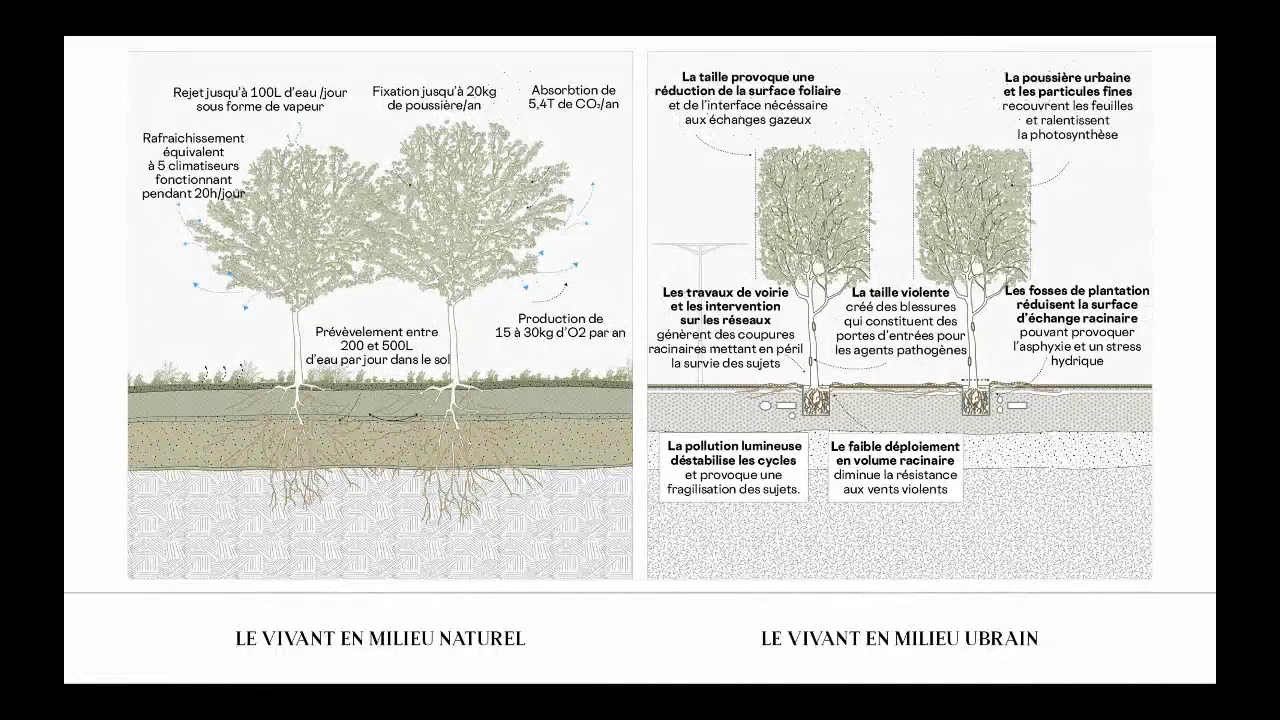 Rejet jusqu'à 100L d'eau /jour
sous forme de vapeur
Fixation jusqu'à 20kg
de poussière/an
Absorbtion de
5,4T de CO₂/an
Rafraichissement
équivalent
à 5 climatiseurs
fonctionnant
pendant 20h/jour
Production de
15 à 30kg d'O2 par an
Prévèvelement entre
200 et 500L
d'eau par jour dans le sol
La taille provoque une
réduction de la surface foliaire
et de l'interface nécéssaire
aux échanges gazeux
La poussière urbaine
et les particules fines
recouvrent les feuilles
et ralentissent
la photosynthèse
Les travaux de voirie
et les intervention
sur les réseaux
génèrent des coupures
racinaires mettant en péril
la survie des sujets
La taille violente
créé des blessures
qui constituent des
portes d'entrées pour
les agents pathogènes
Les fosses de plantation
réduisent la surface
d'échange racinaire
pouvant provoquer
l'asphyxie et un stress
hydrique
La pollution lumineuse
déstabilise les cycles
et provoque une
fragilisation des sujets.
Le faible déploiement
en volume racinaire
diminue la résistance
aux vents violents
LE VIVANT EN MILIEU NATUREL
LE VIVANT EN MILIEU UBRAIN